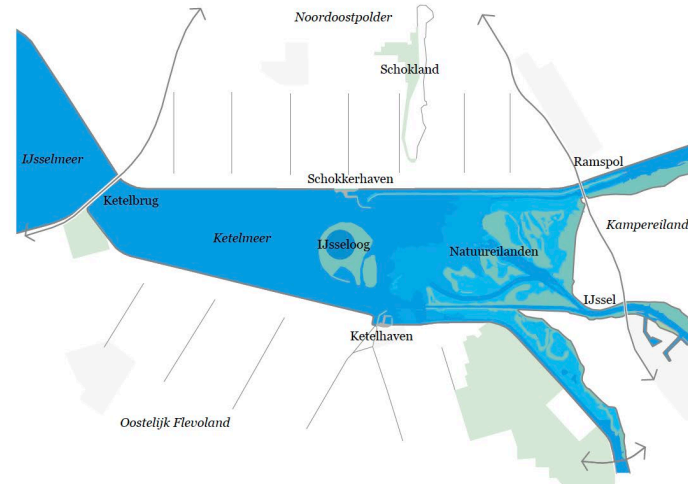 Noordoostpolder
Schokland
IJsselmeer
Ramspol
Schokkerhaven
Ketelbrug
Kampereiland
Ketelmeer
IJsseloog
Natuureilanden
IJssel
Ketelhaven
Oostelijk Flevoland